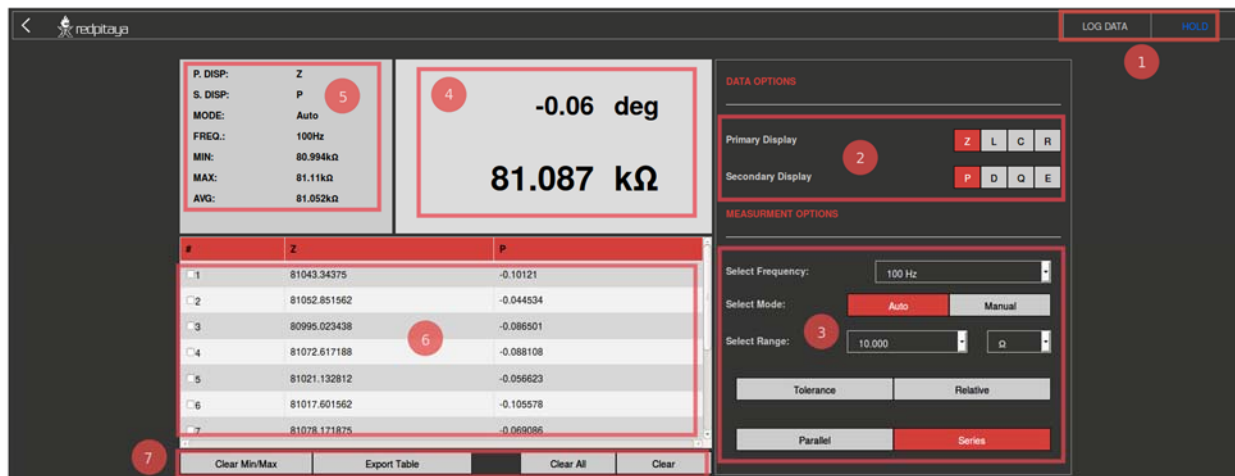 redpitaya
LOG DATA HOLD
1
P. DISP: Z
S. DISP: P
MODE: Auto
FREQ.: 100Hz
MIN: 80.994kΩ
MAX: 81.11kΩ
AVG: 81.052kΩ
5
4
-0.06 deg
81.087 kΩ
DATA OPTIONS
Primary Display Z L C R
2
Secondary Display P D Q E
MEASURMENT OPTIONS
Select Frequency: 100 Hz
Select Mode: Auto Manual
3
Select Range: 10.000 Ω
Tolerance Relative
Parallel Series
# Z P
1 81043.34375 -0.10121
2 81052.851562 -0.044534
3 80995.023438 -0.086501
6
4 81072.617188 -0.088108
5 81021.132812 -0.056623
6 81017.601562 -0.105578
7 81078.171875 -0.069086
7
Clear Min/Max Export Table Clear All Clear